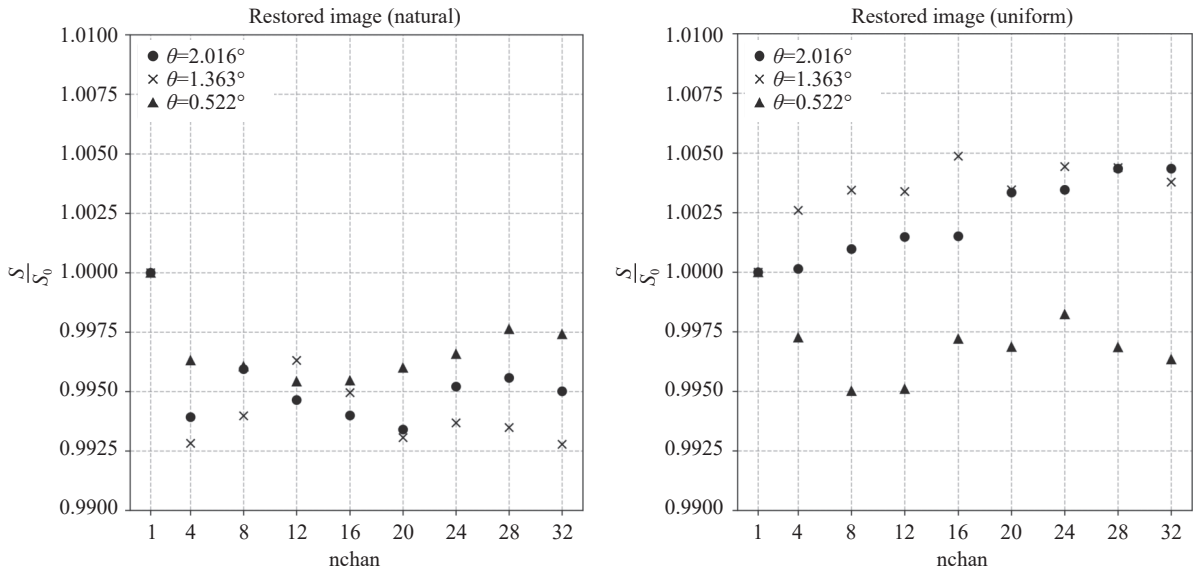 Restored image (natural)
1.0100
1.0075
1.0050
1.0025
1.0000
0.9975
0.9950
0.9925
0.9900
S
S₀
θ=2.016°
θ=1.363°
θ=0.522°
1 4 8 12 16 20 24 28 32
nchan
Restored image (uniform)
1.0100
1.0075
1.0050
1.0025
1.0000
0.9975
0.9950
0.9925
0.9900
S
S₀
θ=2.016°
θ=1.363°
θ=0.522°
1 4 8 12 16 20 24 28 32
nchan